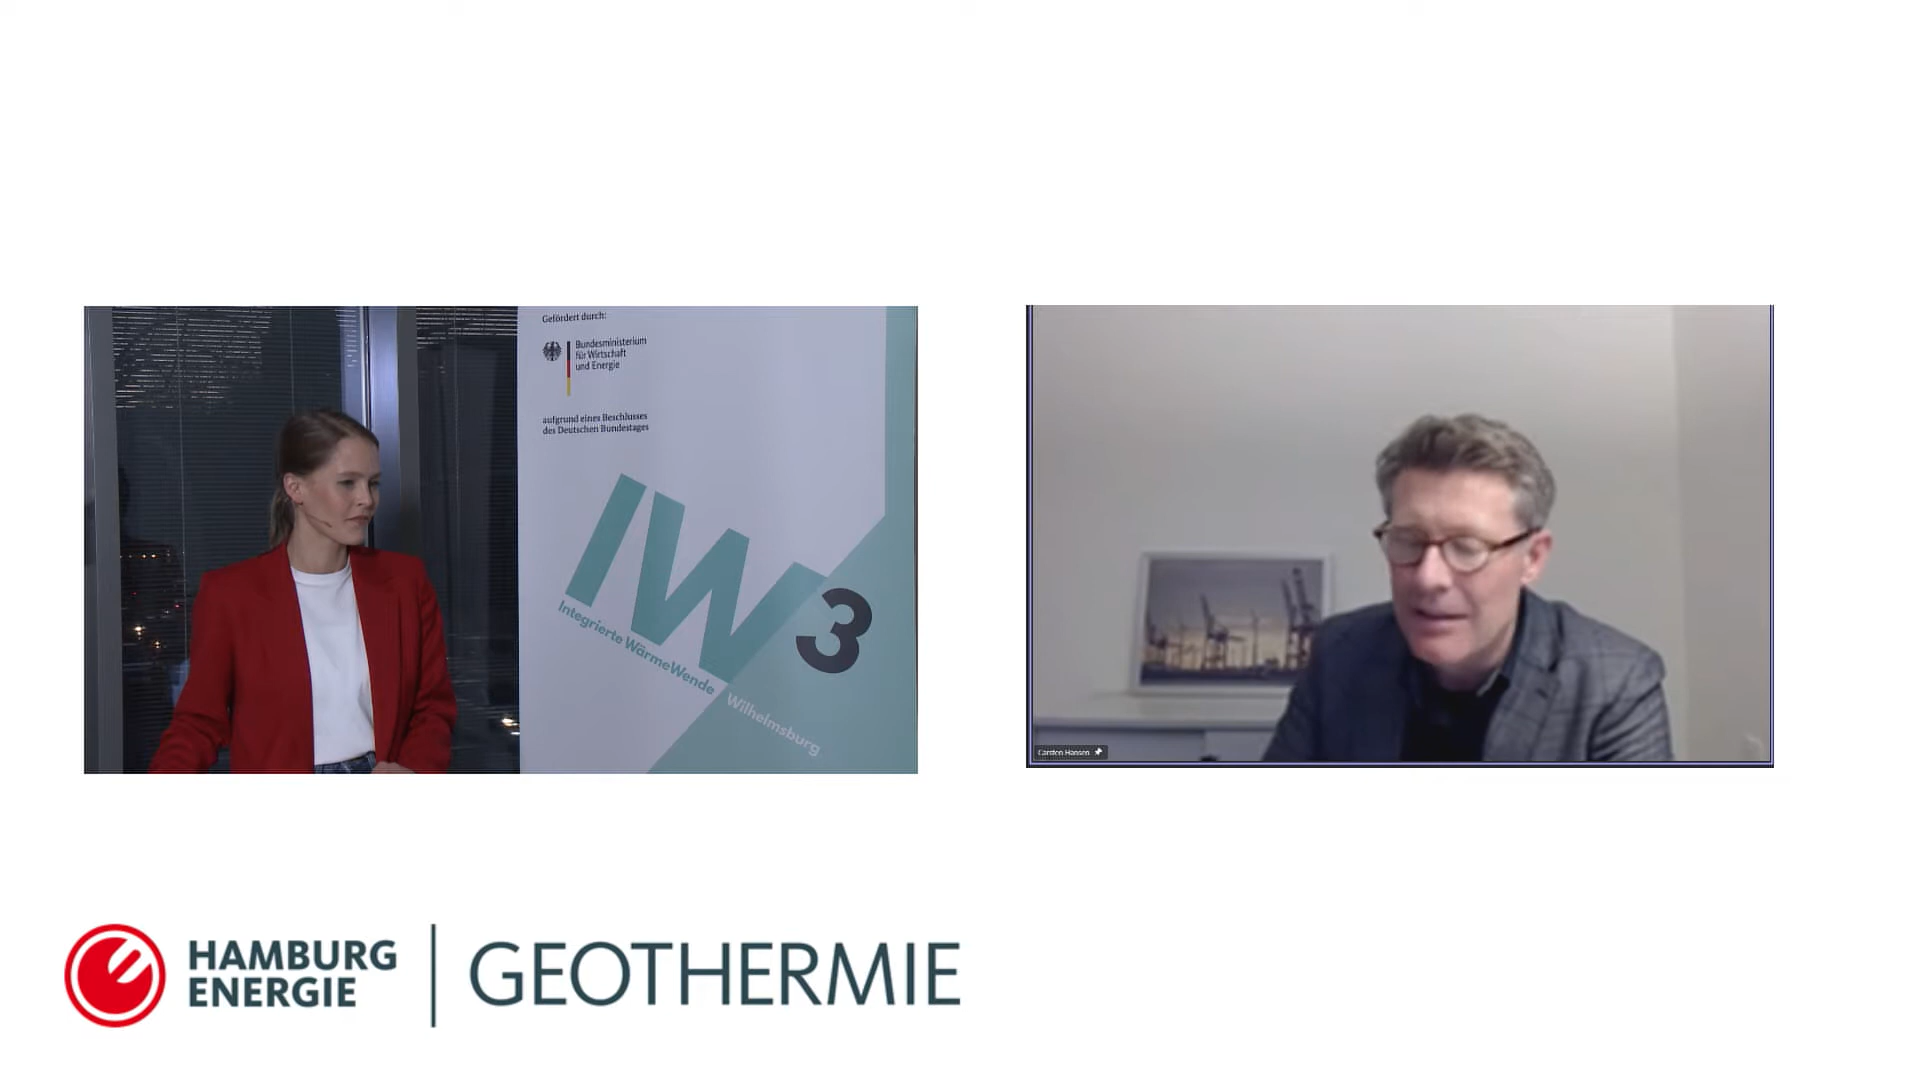 Gefördert durch:
Bundesministerium
für Wirtschaft
und Energie
aufgrund eines Beschlusses
des Deutschen Bundestages
IW3
Integrierte WärmeWende Wilhelmsburg
Carsten Hansen
HAMBURG
ENERGIE
GEOTHERMIE